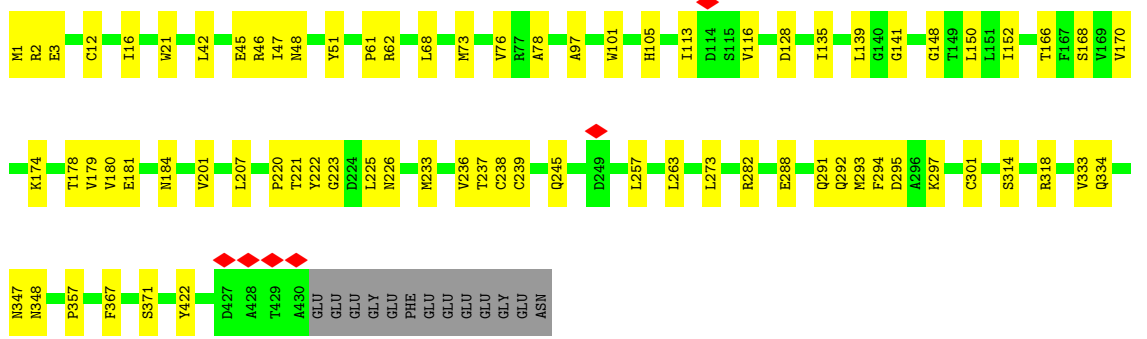 M1 R2 E3 C12 I16 W21 L42 E45 R46 I47 N48 Y51 P61 R62 L68 M73 V76 R77 A78 A97 W101 H105 I113 D114 S115 V116 D128 I135 L139 G140 G141 G148 T149 L150 L151 I152 T166 F167 S168 V169 V170
K174 T178 V179 V180 E181 N184 V201 L207 P220 T221 Y222 G223 D224 L225 N226 M233 V236 T237 C238 C239 Q245 D249 L257 L263 L273 R282 E288 Q291 Q292 M293 F294 D295 A296 K297 C301 S314 R318 V333 Q334
N347 N348 P357 F367 S371 Y422 D427 A428 T429 A430 GLU GLU GLU GLY GLU PHE GLU GLU GLU GLU GLY GLU ASN